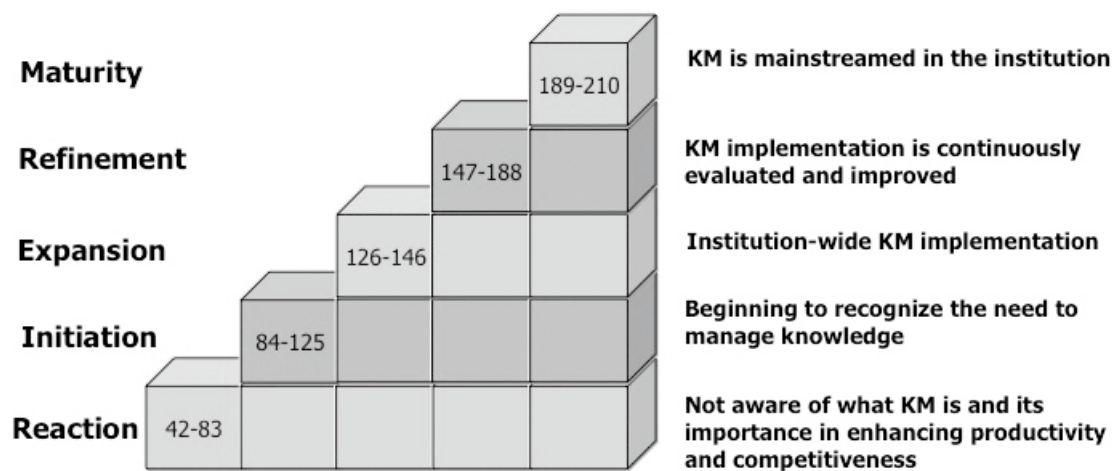 Maturity
189-210
KM is mainstreamed in the institution
Refinement
147-188
KM implementation is continuously
evaluated and improved
Expansion
126-146
Institution-wide KM implementation
Initiation
84-125
Beginning to recognize the need to
manage knowledge
Reaction
42-83
Not aware of what KM is and its
importance in enhancing productivity
and competitiveness